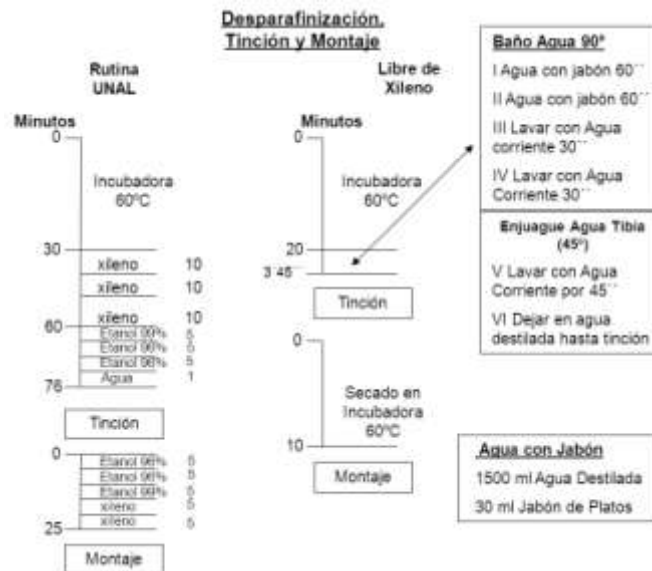 Desparafinización.
Tinción y Montaje
Rutina
UNAL
Minutos
0
Incubadora
60ºC
30
xileno 10
xileno 10
xileno 10
60
Etanol 99% 5
Etanol 96% 5
Etanol 96% 5
Agua 1
76
Tinción
0
Etanol 96% 5
Etanol 96% 5
Etanol 99% 5
xileno 5
xileno 5
25
Montaje
Libre de
Xileno
Minutos
0
Incubadora
60ºC
20
3´45´´
Tinción
0
Secado en
Incubadora
60ºC
10
Montaje
Baño Agua 90º
I Agua con jabón 60´´
II Agua con jabón 60´´
III Lavar con Agua
corriente 30´´
IV Lavar con Agua
Corriente 30´´
Enjuague Agua Tibia
(45º)
V Lavar con Agua
Corriente por 45´´
VI Dejar en agua
destilada hasta tinción
Agua con Jabón
1500 ml Agua Destilada
30 ml Jabón de Platos